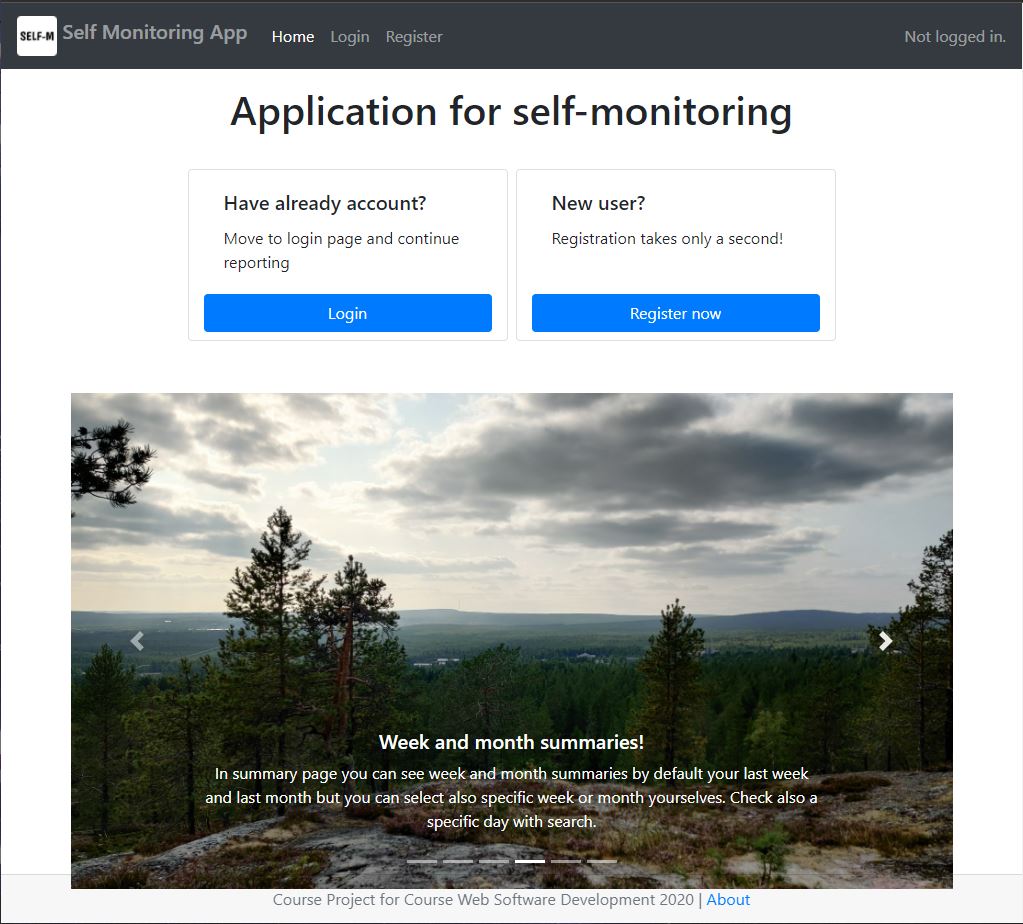 SELF-M Self Monitoring App Home Login Register Not logged in.
Application for self-monitoring
Have already account?
Move to login page and continue
reporting
Login
New user?
Registration takes only a second!
Register now
Week and month summaries!
In summary page you can see week and month summaries by default your last week
and last month but you can select also specific week or month yourselves. Check also a
specific day with search.
Course Project for Course Web Software Development 2020 | About